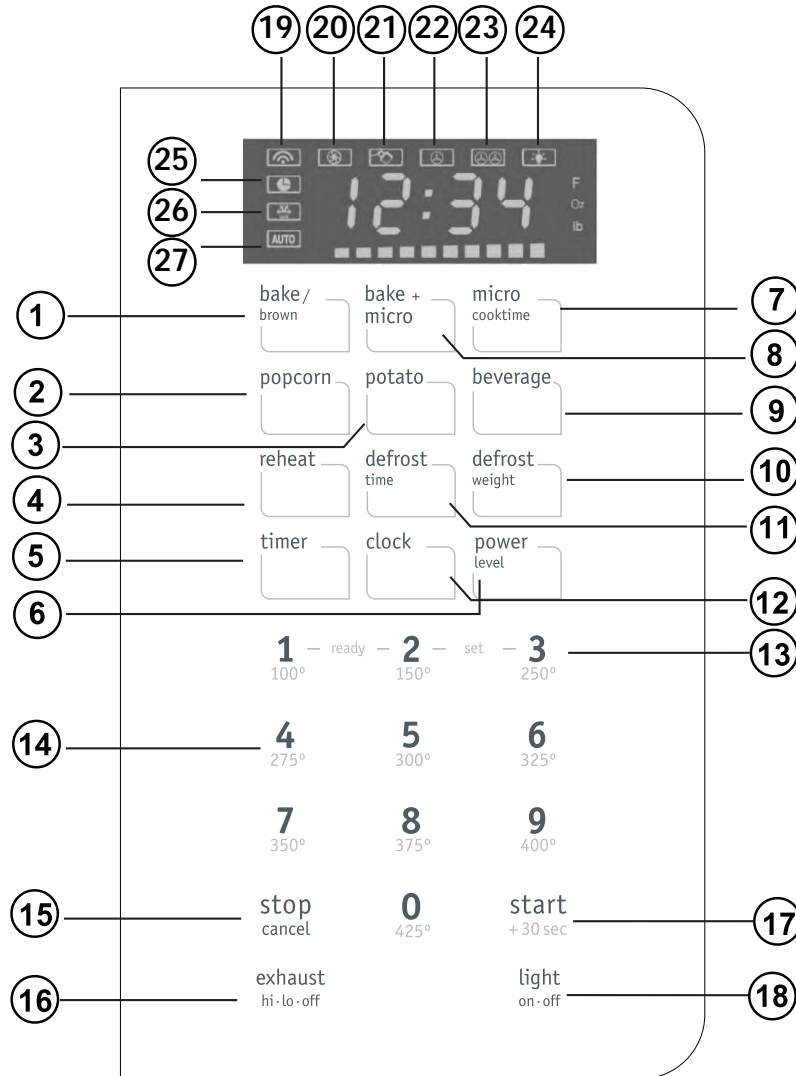 19 20 21 22 23 24
25
26
27
AUTO
12:34
F
Oz
lb
1
bake/
brown
bake +
micro
micro
cooktime
7
8
2
popcorn
potato
beverage
9
3
reheat
defrost
time
defrost
weight
10
4
11
5
timer
clock
power
level
6
12
1 – ready – 2 – set – 3
100° 150° 250°
13
14
4 5 6
275° 300° 325°
7 8 9
350° 375° 400°
15
stop
cancel
0
425°
start
+30 sec
17
16
exhaust
hi·lo·off
light
on·off
18